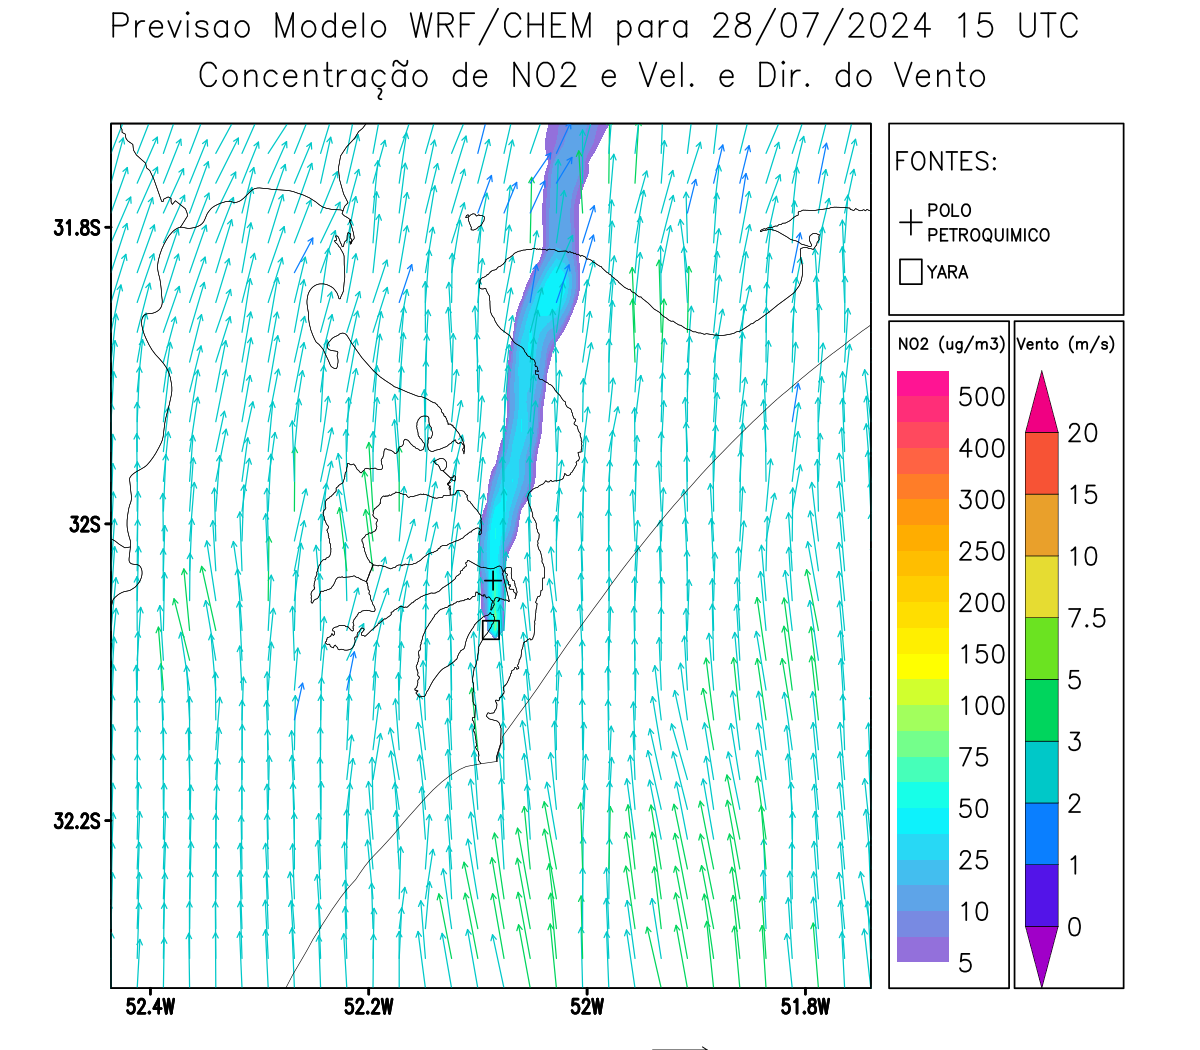 Previsao Modelo WRF/CHEM para 28/07/2024 15 UTC
Concentração de NO2 e Vel. e Dir. do Vento
FONTES:
POLO
PETROQUIMICO
YARA
NO2 (ug/m3)
500
400
300
250
200
150
100
75
50
25
10
5
Vento (m/s)
20
15
10
7.5
5
3
2
1
0
31.8S
32S
32.2S
52.4W
52.2W
52W
51.8W